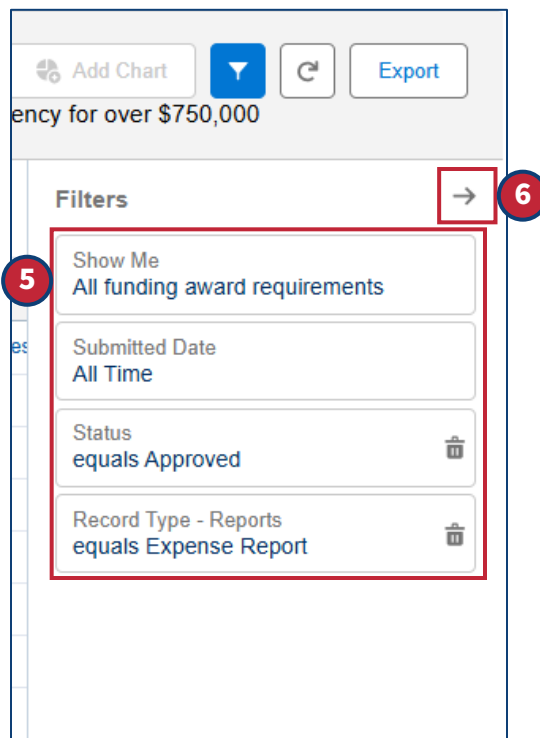 Add Chart
Export
ency for over $750,000
Filters
6
5
Show Me
All funding award requirements
es
Submitted Date
All Time
Status
equals Approved
Record Type - Reports
equals Expense Report